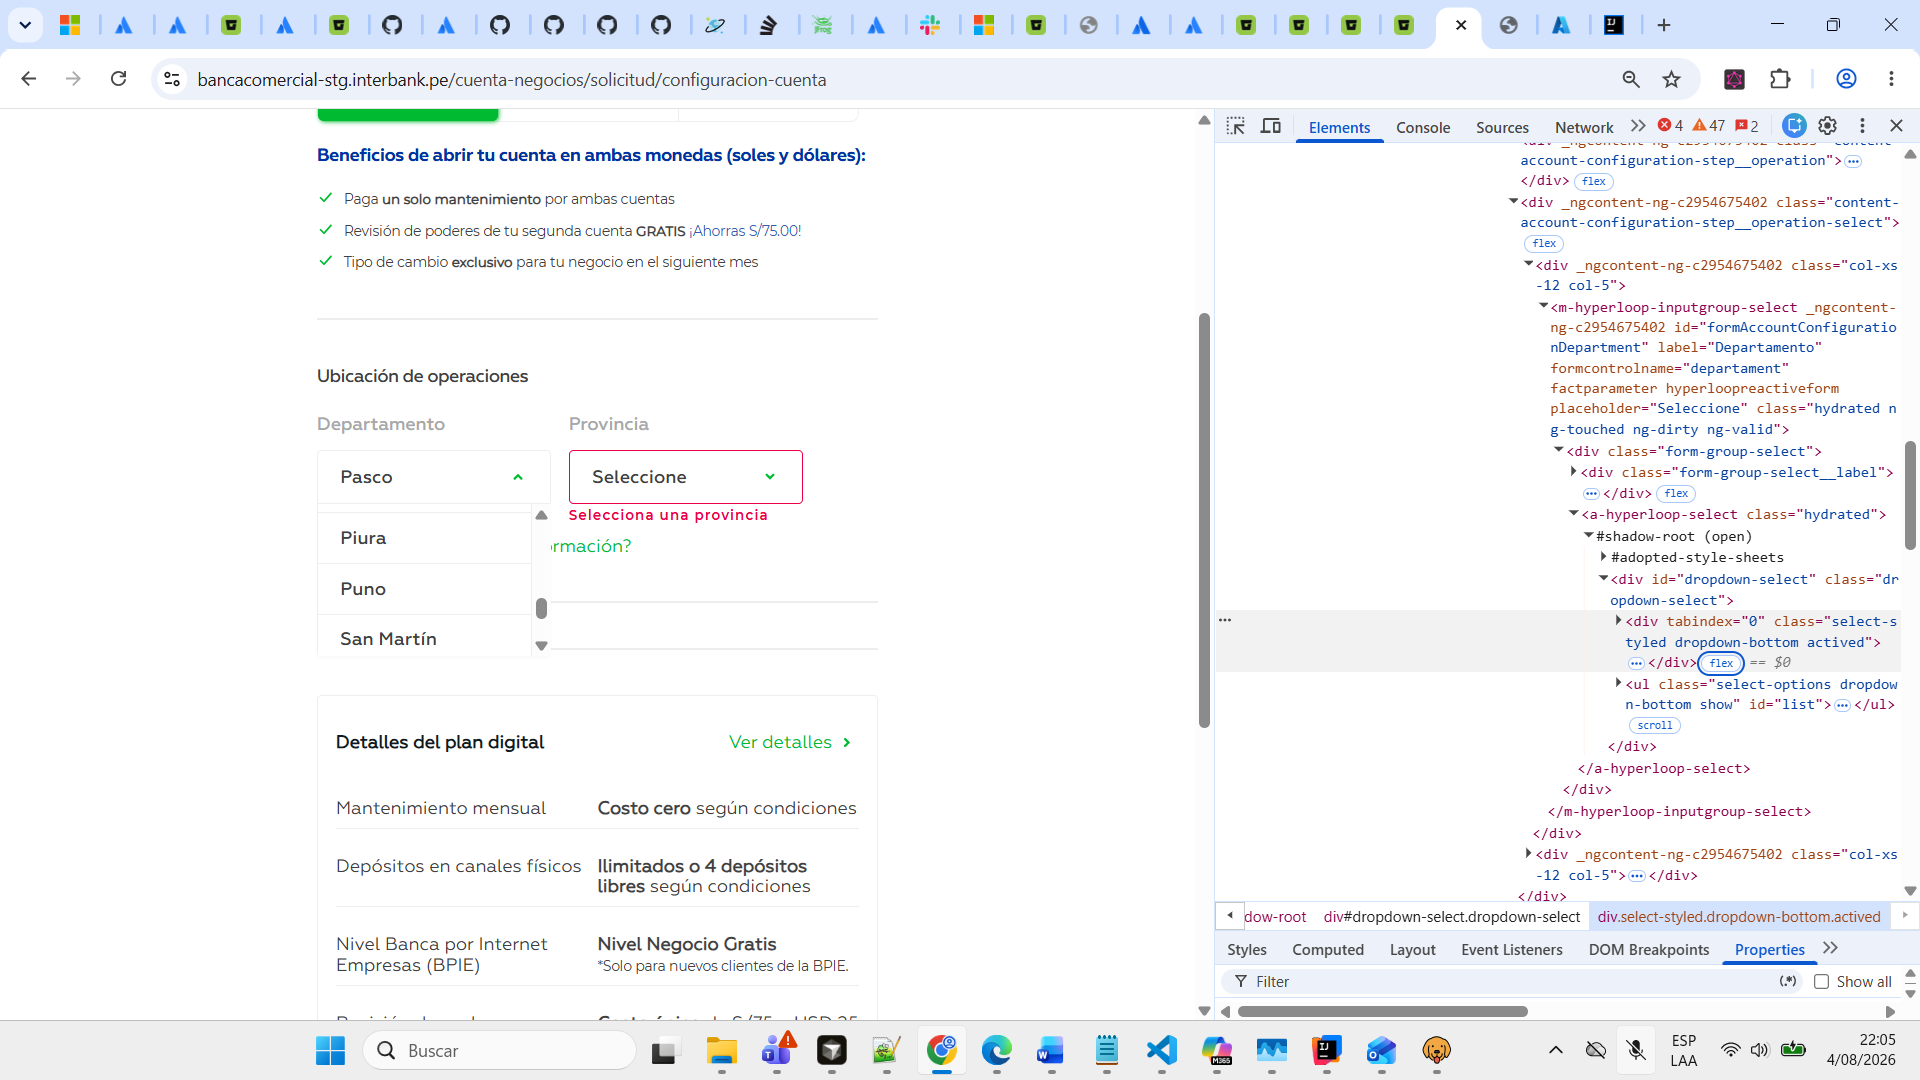 bancacomercial-stg.interbank.pe/cuenta-negocios/solicitud/configuracion-cuenta
Beneficios de abrir tu cuenta en ambas monedas (soles y dólares):
Paga un solo mantenimiento por ambas cuentas
Revisión de poderes de tu segunda cuenta GRATIS ¡Ahorras S/75.00!
Tipo de cambio exclusivo para tu negocio en el siguiente mes
Ubicación de operaciones
Departamento
Provincia
Pasco
Seleccione
Selecciona una provincia
Piura
ormación?
Puno
San Martín
Detalles del plan digital
Ver detalles
Mantenimiento mensual
Costo cero según condiciones
Depósitos en canales físicos
Ilimitados o 4 depósitos
libres según condiciones
Nivel Banca por Internet
Empresas (BPIE)
Nivel Negocio Gratis
*Solo para nuevos clientes de la BPIE.
Elements
Console
Sources
Network
4
47
2
account-configuration-step__operation">
</div> flex
<div _ngcontent-ng-c2954675402 class="content-
account-configuration-step__operation-select">
flex
<div _ngcontent-ng-c2954675402 class="col-xs
-12 col-5">
<m-hyperloop-inputgroup-select _ngcontent-
ng-c2954675402 id="formAccountConfiguratio
nDepartment" label="Departamento"
formcontrolname="departament"
factparameter hyperloopreactiveform
placeholder="Seleccione" class="hydrated n
g-touched ng-dirty ng-valid">
<div class="form-group-select">
<div class="form-group-select__label">
</div> flex
<a-hyperloop-select class="hydrated">
#shadow-root (open)
#adopted-style-sheets
<div id="dropdown-select" class="dr
opdown-select">
<div tabindex="0" class="select-s
tyled dropdown-bottom actived">
</div> flex == $0
<ul class="select-options dropdow
n-bottom show" id="list"> </ul>
scroll
</div>
</a-hyperloop-select>
</div>
</m-hyperloop-inputgroup-select>
</div>
<div _ngcontent-ng-c2954675402 class="col-xs
-12 col-5"> </div>
</div>
dow-root
div#dropdown-select.dropdown-select
div.select-styled.dropdown-bottom.actived
Styles
Computed
Layout
Event Listeners
DOM Breakpoints
Properties
Filter
(.*)
Show all
Buscar
M365
ESP
LAA
22:05
4/08/2026